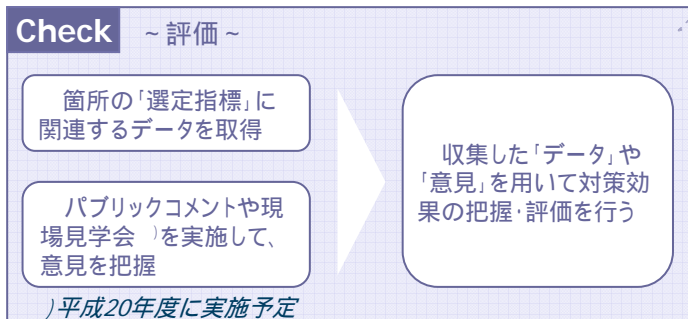 Check ~評価~
箇所の「選定指標」に
関連するデータを取得
パブリックコメントや現
場見学会 )を実施して、
意見を把握
)平成20年度に実施予定
収集した「データ」や
「意見」を用いて対策効
果の把握・評価を行う